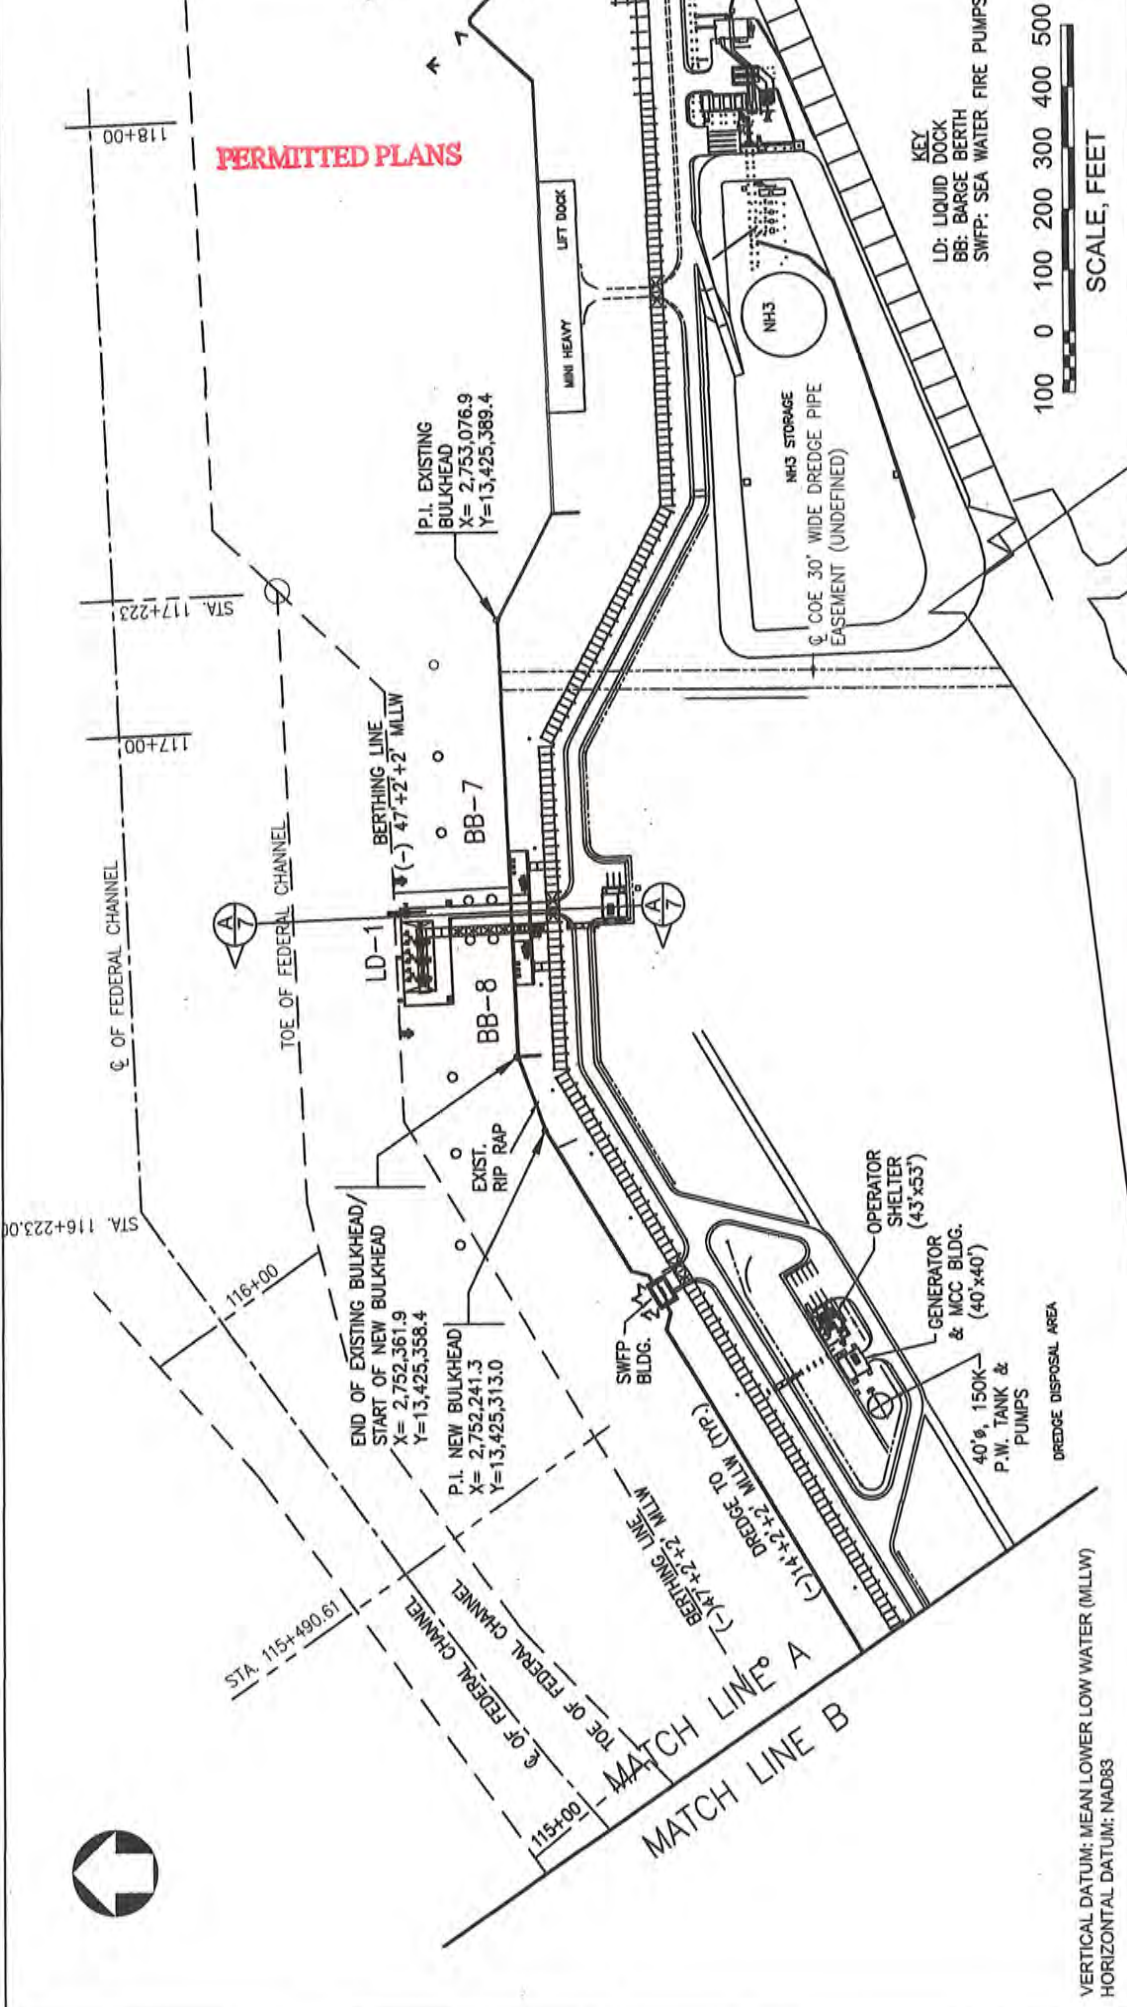 118+00
PERMITTED PLANS
LIFT DOCK
MINI HEAVY
NH3
KEY
LD: LIQUID DOCK
BB: BARGE BERTH
SWFP: SEA WATER FIRE PUMPS
100 0 100 200 300 400 500
SCALE, FEET
P.I. EXISTING
BULKHEAD
X= 2,753,076.9
Y=13,425,389.4
NH3 STORAGE
℄ COE 30' WIDE DREDGE PIPE
EASEMENT (UNDEFINED)
STA. 117+223
117+00
BERTHING LINE
(-) 47'+2'+2' MLLW
BB-7
℄ OF FEDERAL CHANNEL
TOE OF FEDERAL CHANNEL
A
7
A
7
LD-1
BB-8
EXIST.
RIP RAP
STA. 116+223.00
116+00
END OF EXISTING BULKHEAD/
START OF NEW BULKHEAD
X= 2,752,361.9
Y=13,425,358.4
P.I. NEW BULKHEAD
X= 2,752,241.3
Y=13,425,313.0
SWFP
BLDG.
OPERATOR
SHELTER
(43'x53')
GENERATOR
& MCC BLDG.
(40'x40')
40'ø, 150K
P.W. TANK &
PUMPS
DREDGE DISPOSAL AREA
DREDGE TO
(-)14'+2'+2' MLLW (TYP.)
BERTHING LINE
(-)47'+2'+2' MLLW
STA. 115+490.61
℄ OF FEDERAL CHANNEL
TOE OF FEDERAL CHANNEL
115+00
MATCH LINE A
MATCH LINE B
VERTICAL DATUM: MEAN LOWER LOW WATER (MLLW)
HORIZONTAL DATUM: NAD83